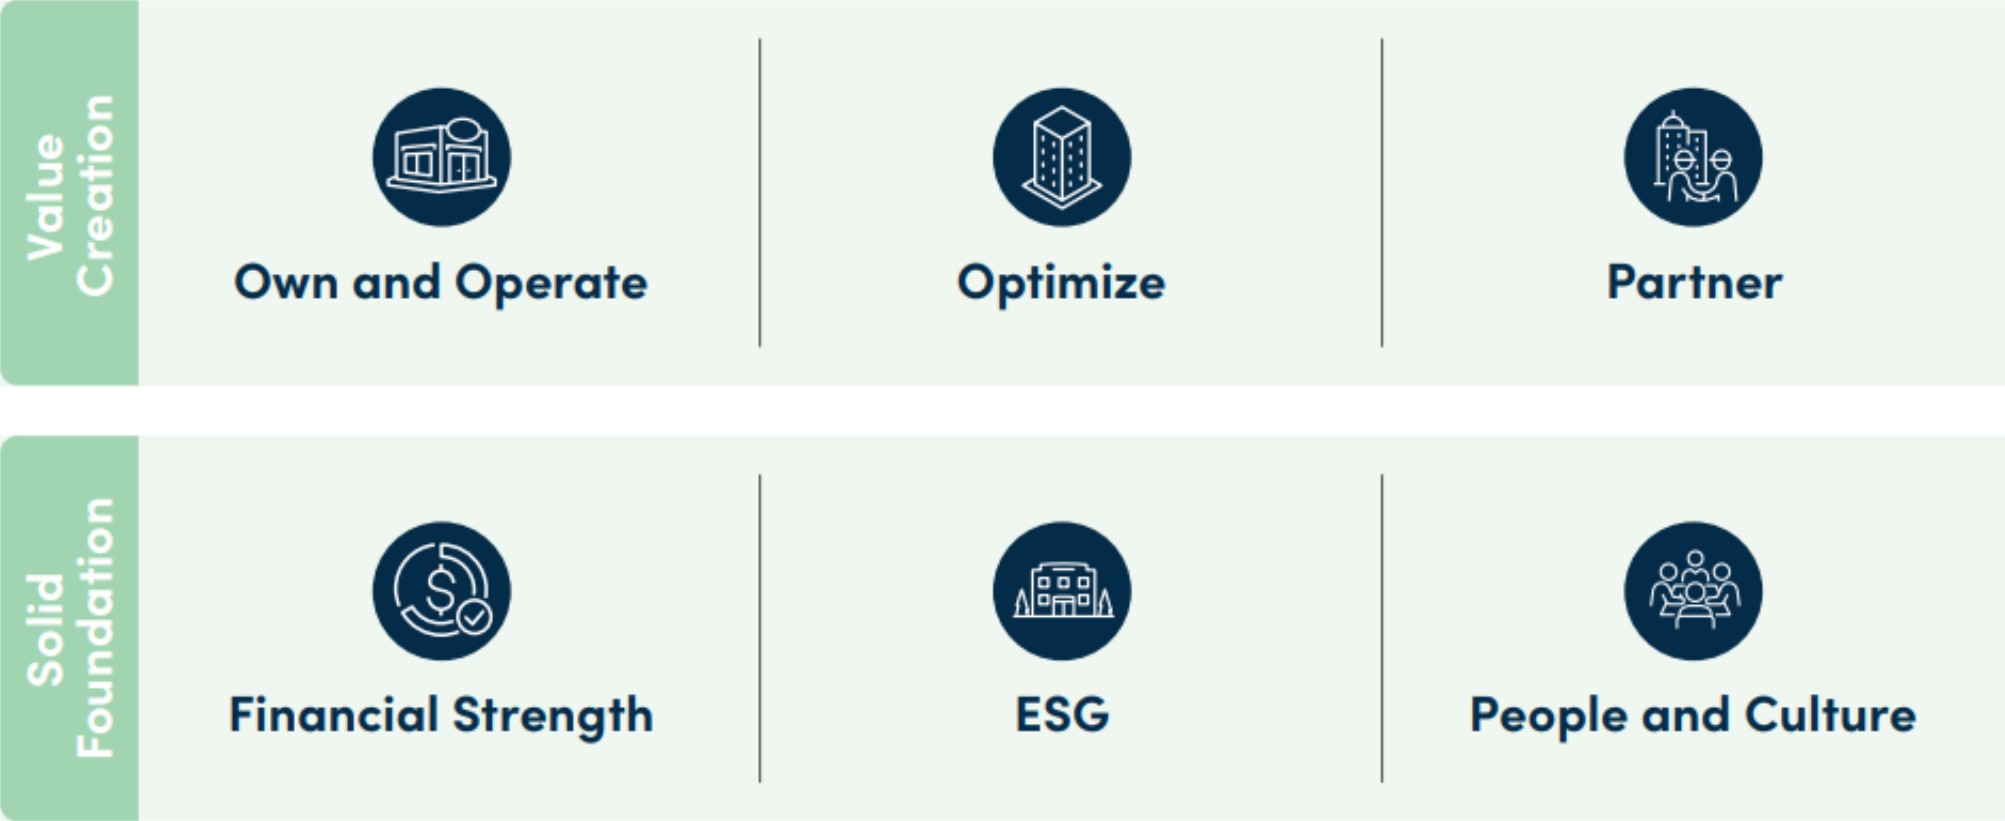 Value
Creation
Own and Operate
Optimize
Partner
Solid
Foundation
Financial Strength
ESG
People and Culture